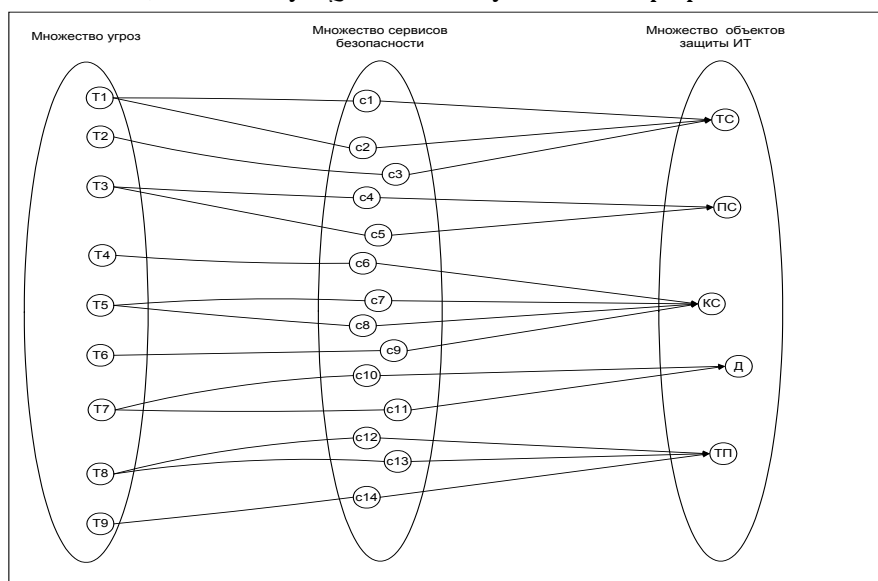 Множество угроз
Множество сервисов
безопасности
Множество объектов
защиты ИТ
Т1
Т2
Т3
Т4
Т5
Т6
Т7
Т8
Т9
с1
с2
с3
с4
с5
с6
с7
с8
с9
с10
с11
с12
с13
с14
ТС
ПС
КС
Д
ТП